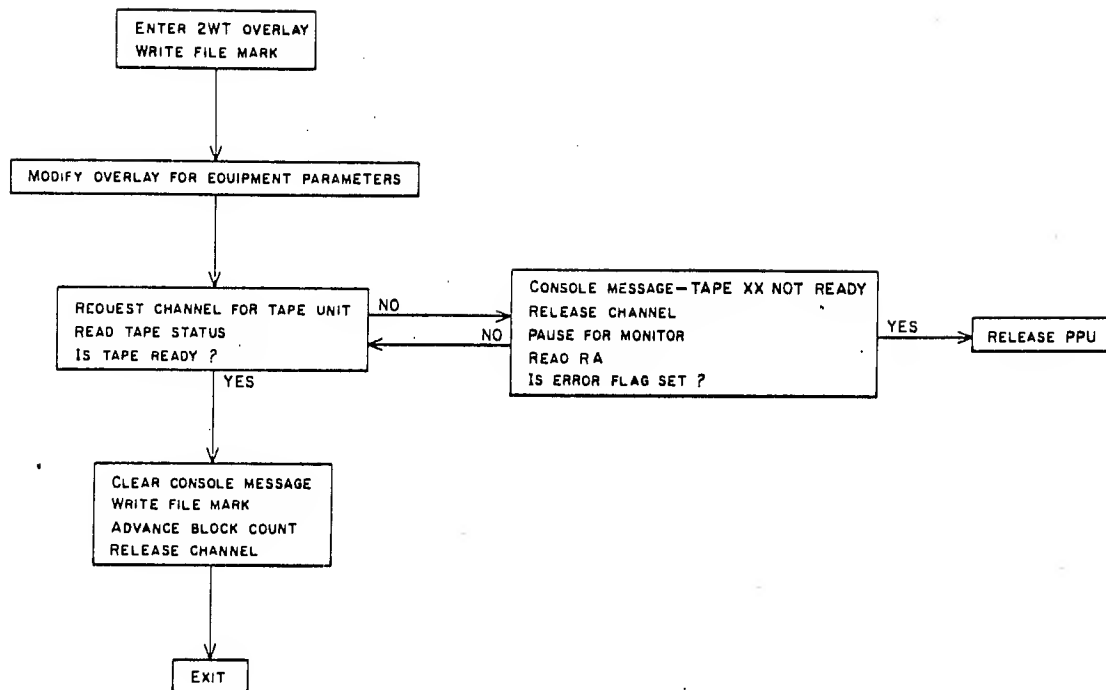 ENTER 2WT OVERLAY
WRITE FILE MARK
MODIFY OVERLAY FOR EQUIPMENT PARAMETERS
REQUEST CHANNEL FOR TAPE UNIT
READ TAPE STATUS
IS TAPE READY ?
NO
NO
YES
CONSOLE MESSAGE—TAPE XX NOT READY
RELEASE CHANNEL
PAUSE FOR MONITOR
READ RA
IS ERROR FLAG SET ?
YES
RELEASE PPU
CLEAR CONSOLE MESSAGE
WRITE FILE MARK
ADVANCE BLOCK COUNT
RELEASE CHANNEL
EXIT